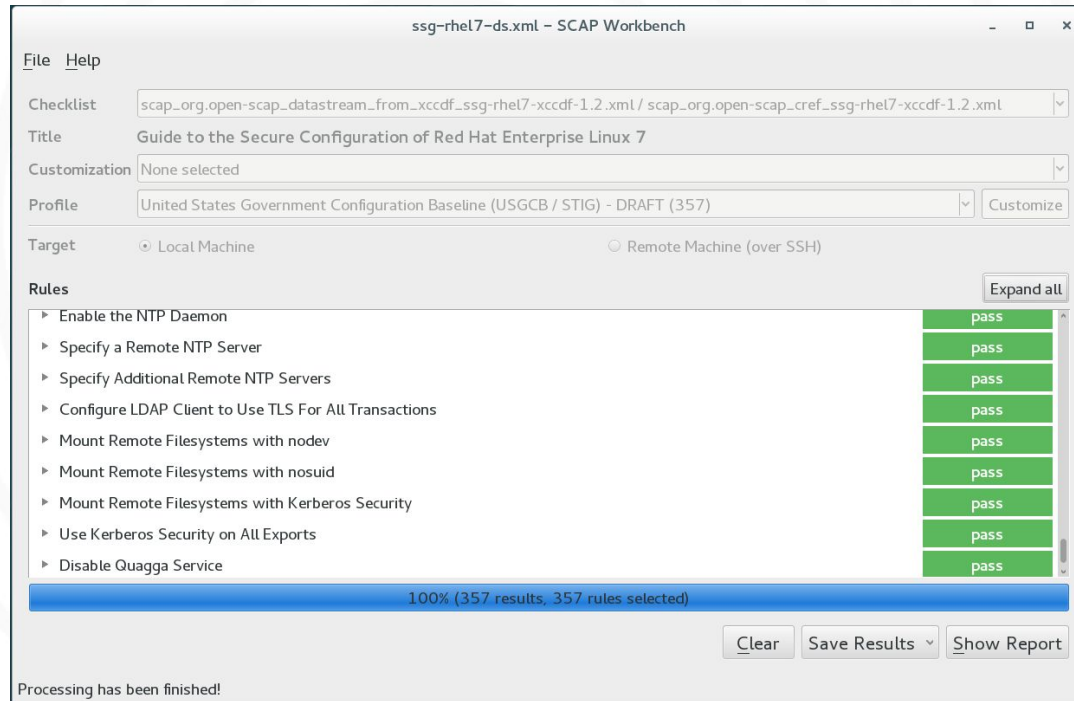 ssg-rhel7-ds.xml – SCAP Workbench
File Help
Checklist scap_org.open-scap_datastream_from_xccdf_ssg-rhel7-xccdf-1.2.xml / scap_org.open-scap_cref_ssg-rhel7-xccdf-1.2.xml
Title Guide to the Secure Configuration of Red Hat Enterprise Linux 7
Customization None selected
Profile United States Government Configuration Baseline (USGCB / STIG) - DRAFT (357) Customize
Target Local Machine Remote Machine (over SSH)
Rules Expand all
Enable the NTP Daemon pass
Specify a Remote NTP Server pass
Specify Additional Remote NTP Servers pass
Configure LDAP Client to Use TLS For All Transactions pass
Mount Remote Filesystems with nodev pass
Mount Remote Filesystems with nosuid pass
Mount Remote Filesystems with Kerberos Security pass
Use Kerberos Security on All Exports pass
Disable Quagga Service pass
100% (357 results, 357 rules selected)
Clear Save Results Show Report
Processing has been finished!